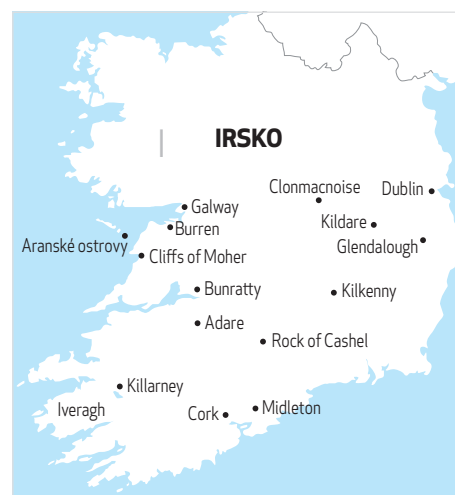 IRSKO
Clonmacnoise
Dublin
Galway
Kildare
Burren
Glendalough
Aranské ostrovy
Cliffs of Moher
Bunratty
Kilkenny
Adare
Rock of Cashel
Killarney
Iveragh
Cork
Midleton